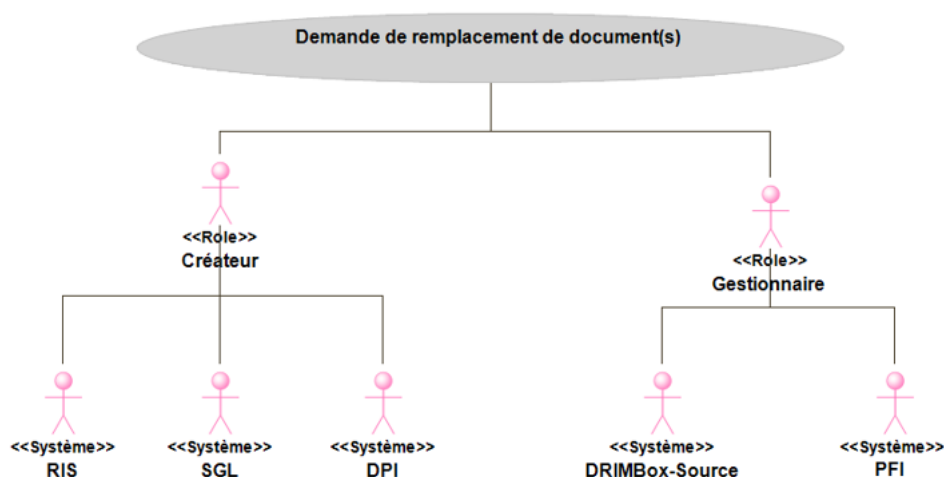 Demande de remplacement de document(s)
<<Role>>
Créateur
<<Role>>
Gestionnaire
<<Système>>
RIS
<<Système>>
SGL
<<Système>>
DPI
<<Système>>
DRIMBox-Source
<<Système>>
PFI